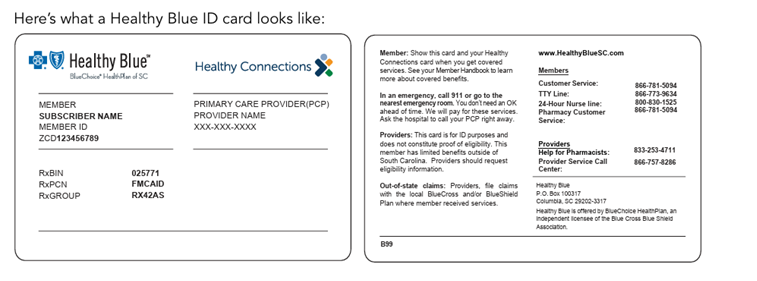 Here's what a Healthy Blue ID card looks like:
Healthy Blue℠
BlueChoice® HealthPlan of SC
Healthy Connections
MEMBER
SUBSCRIBER NAME
MEMBER ID
ZCD123456789
PRIMARY CARE PROVIDER(PCP)
PROVIDER NAME
XXX-XXX-XXXX
RxBIN 025771
RxPCN FMCAID
RxGROUP RX42AS
Member: Show this card and your Healthy
Connections card when you get covered
services. See your Member Handbook to learn
more about covered benefits.
In an emergency, call 911 or go to the
nearest emergency room. You don't need an OK
ahead of time. We will pay for these services.
Ask the hospital to call your PCP right away.
Providers: This card is for ID purposes and
does not constitute proof of eligibility. This
member has limited benefits outside of
South Carolina. Providers should request
eligibility information.
Out-of-state claims: Providers, file claims
with the local BlueCross and/or BlueShield
Plan where member received services.
B99
www.HealthyBlueSC.com
Members
Customer Service: 866-781-5094
TTY Line: 866-773-9634
24-Hour Nurse line: 800-830-1525
Pharmacy Customer 866-781-5094
Service:
Providers
Help for Pharmacists: 833-253-4711
Provider Service Call 866-757-8286
Center:
Healthy Blue
P.O. Box 100317
Columbia, SC 29202-3317
Healthy Blue is offered by BlueChoice HealthPlan, an
independent licensee of the Blue Cross Blue Shield
Association.